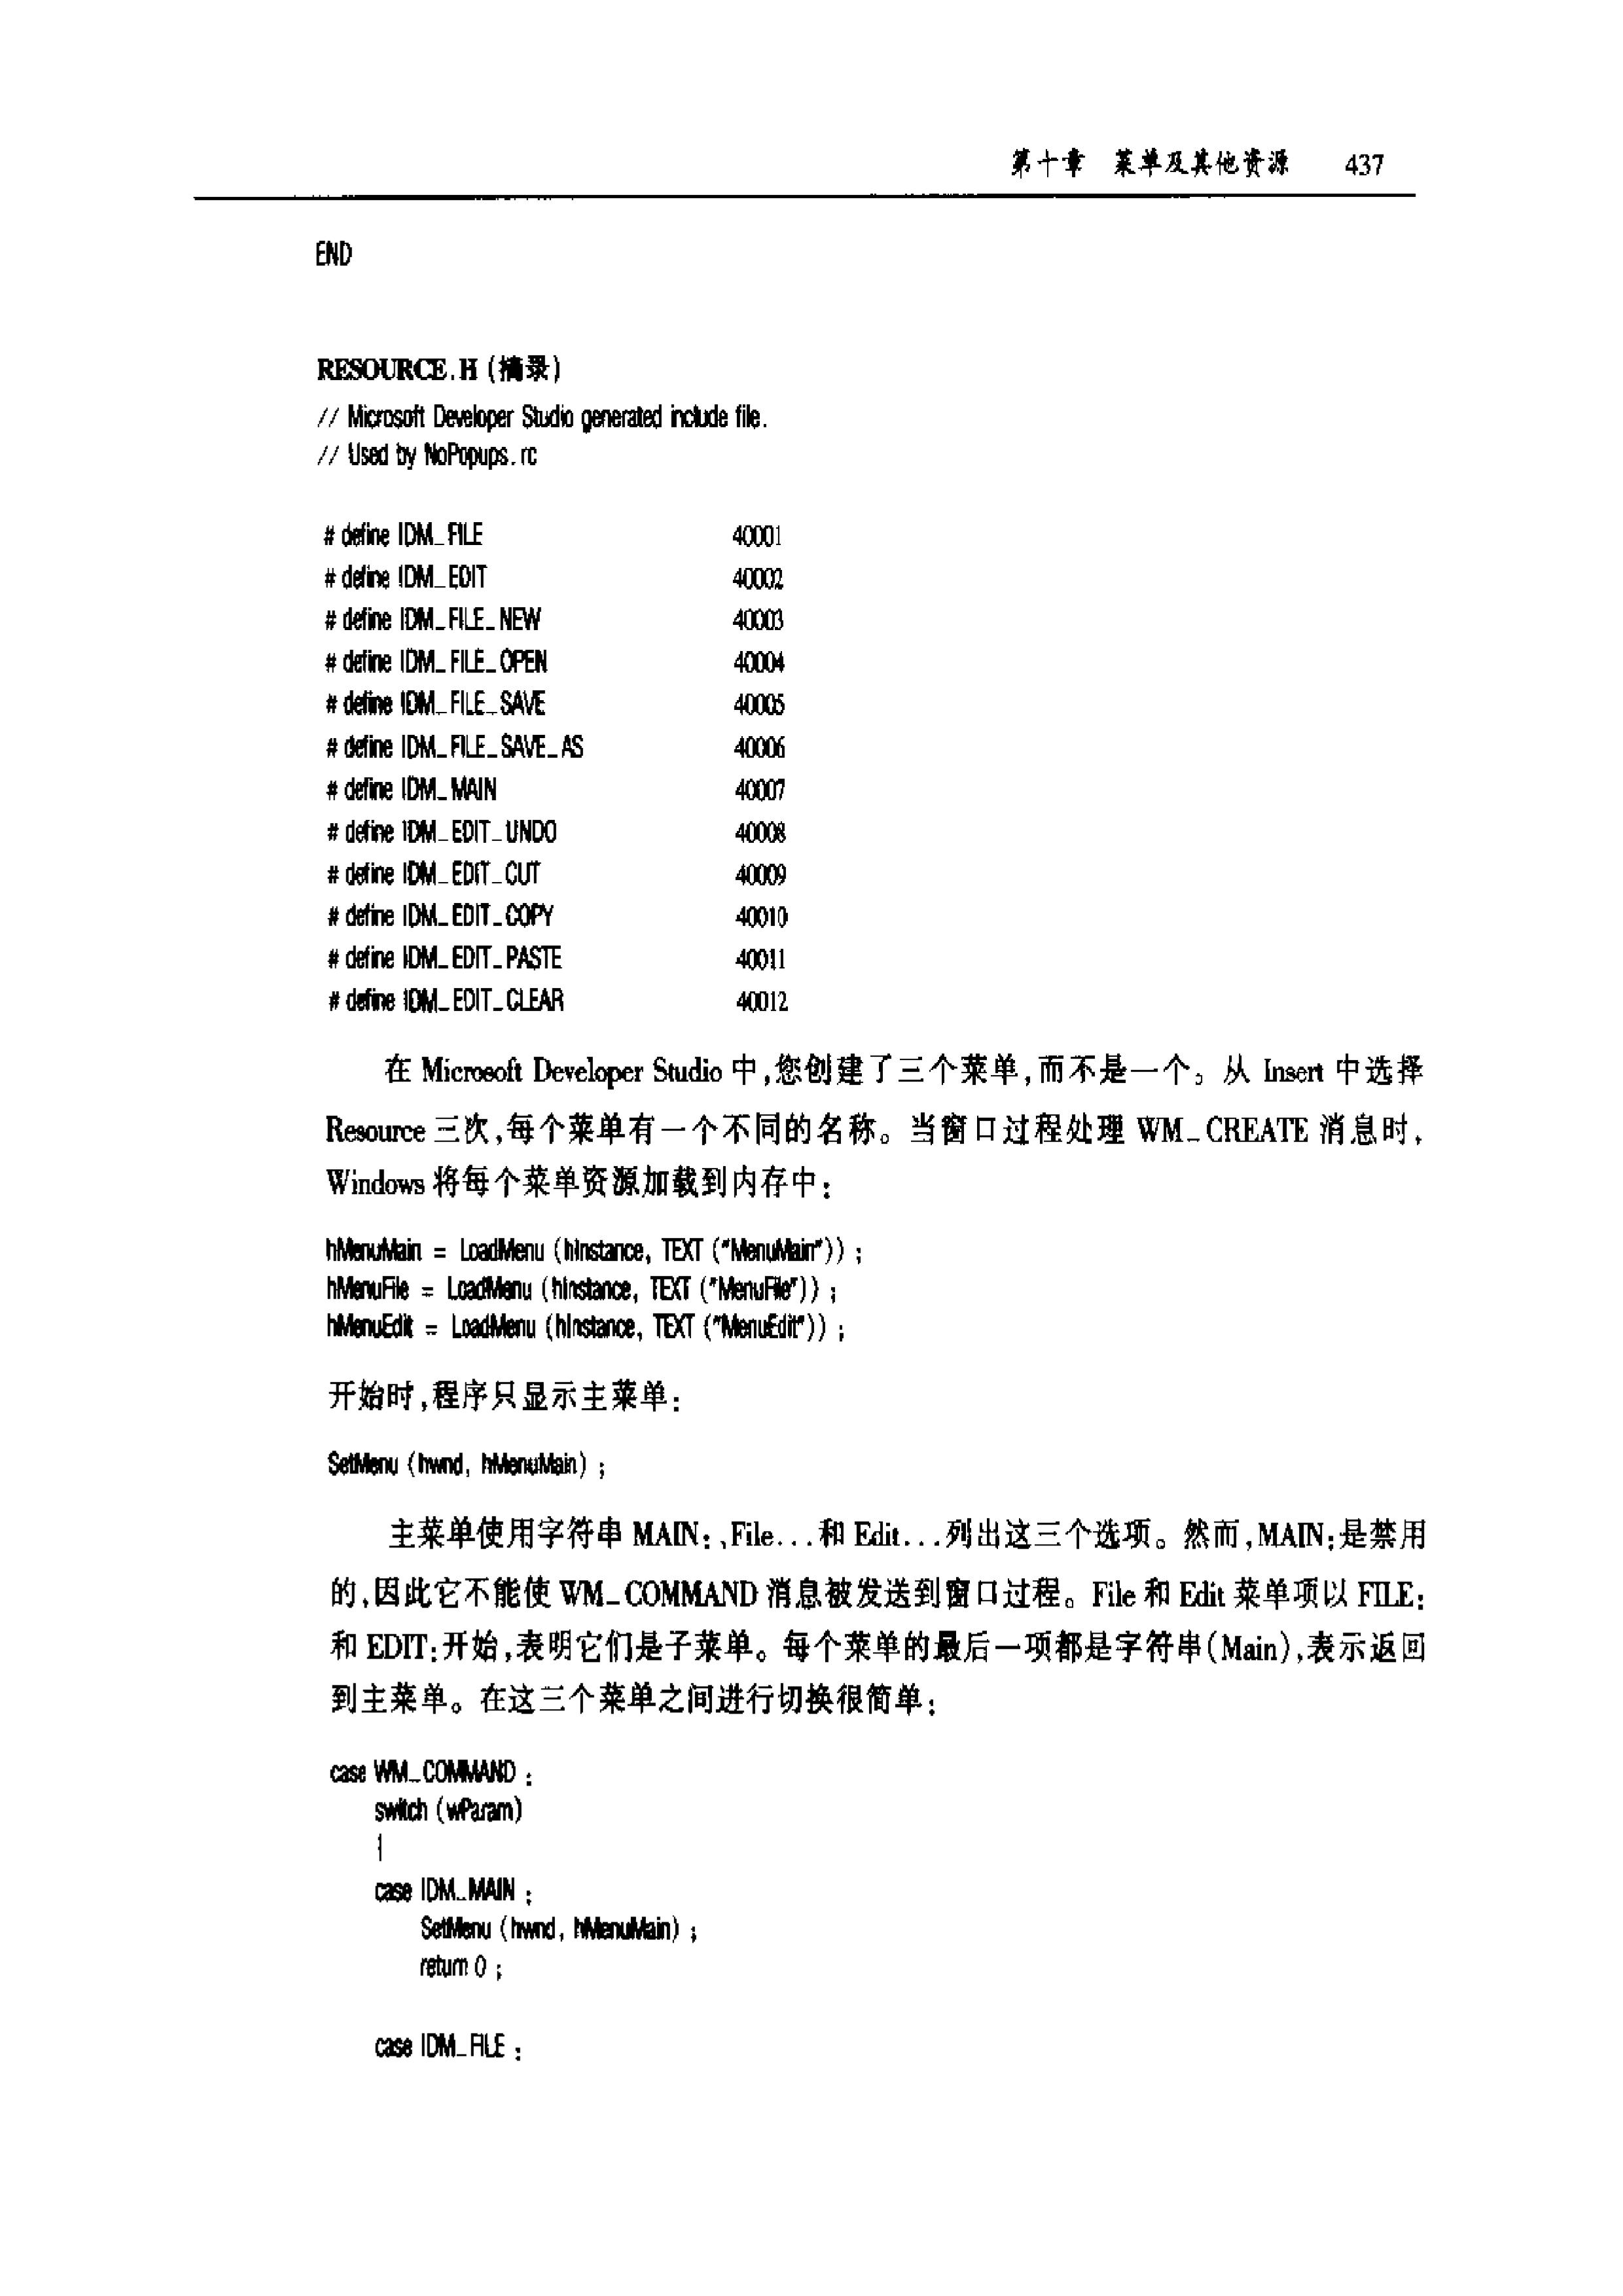 第十章 菜单及其他资源 437
END
RESOURCE.H (摘录)
// Microsoft Developer Studio generated include file.
// Used by NoPopups.rc
# define IDM_FILE 40001
# define IDM_EDIT 40002
# define IDM_FILE_NEW 40003
# define IDM_FILE_OPEN 40004
# define IDM_FILE_SAVE 40005
# define IDM_FILE_SAVE_AS 40006
# define IDM_MAIN 40007
# define IDM_EDIT_UNDO 40008
# define IDM_EDIT_CUT 40009
# define IDM_EDIT_COPY 40010
# define IDM_EDIT_PASTE 40011
# define IDM_EDIT_CLEAR 40012
在 Microsoft Developer Studio 中,您创建了三个菜单,而不是一个。从 Insert 中选择
Resource 三次,每个菜单有一个不同的名称。当窗口过程处理 WM_CREATE 消息时,
Windows 将每个菜单资源加载到内存中:
hMenuMain = LoadMenu (hInstance, TEXT ("MenuMain")) ;
hMenuFile = LoadMenu (hInstance, TEXT ("MenuFile")) ;
hMenuEdit = LoadMenu (hInstance, TEXT ("MenuEdit")) ;
开始时,程序只显示主菜单:
SetMenu (hwnd, hMenuMain) ;
主菜单使用字符串 MAIN:、File...和 Edit...列出这三个选项。然而,MAIN:是禁用
的,因此它不能使 WM_COMMAND 消息被发送到窗口过程。File 和 Edit 菜单项以 FILE:
和 EDIT:开始,表明它们是子菜单。每个菜单的最后一项都是字符串(Main),表示返回
到主菜单。在这三个菜单之间进行切换很简单:
case WM_COMMAND :
switch (wParam)
{
case IDM_MAIN :
SetMenu (hwnd, hMenuMain) ;
return 0 ;
case IDM_FILE :